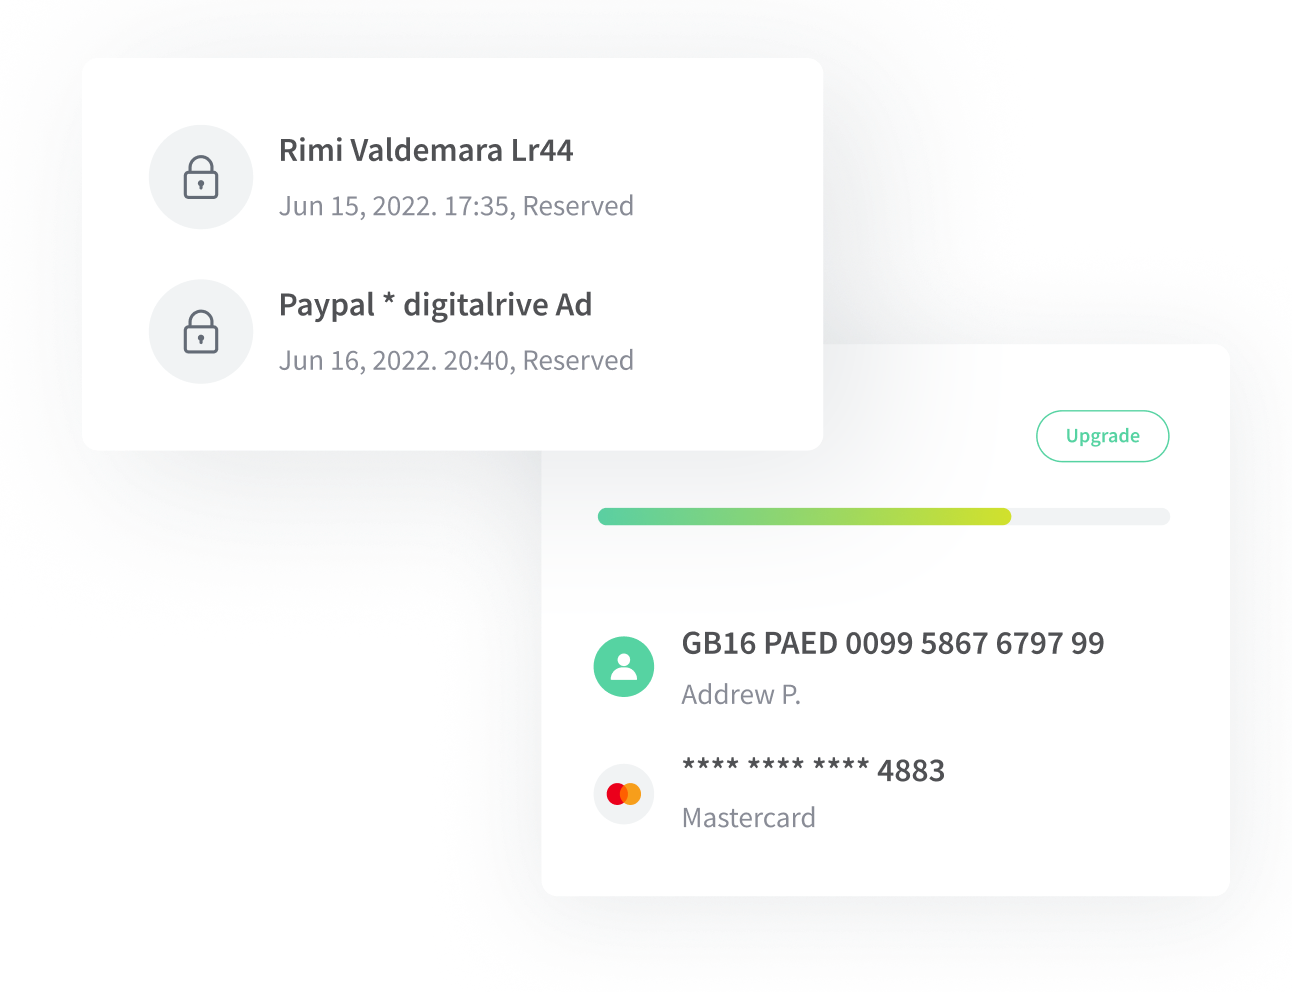 Rimi Valdemara Lr44
Jun 15, 2022. 17:35, Reserved
Paypal * digitalrive Ad
Jun 16, 2022. 20:40, Reserved
Upgrade
GB16 PAED 0099 5867 6797 99
Addrew P.
**** **** **** 4883
Mastercard